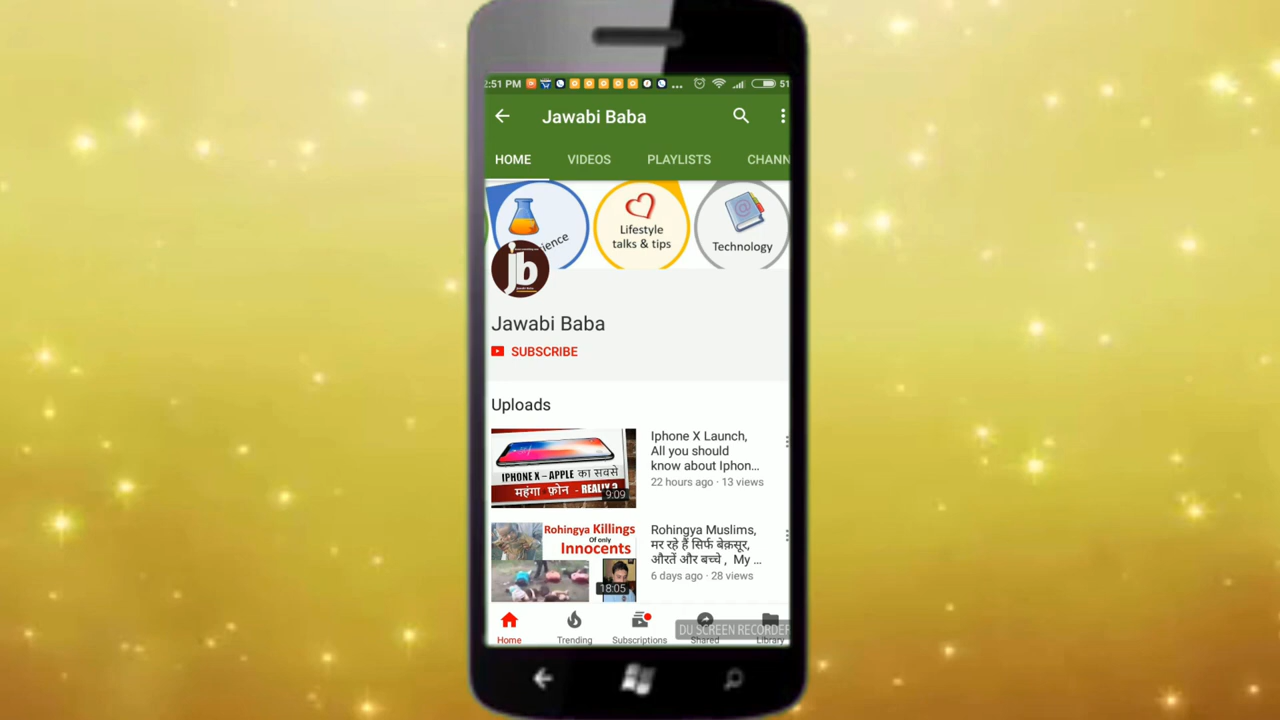 2:51 PM
51
Jawabi Baba
HOME
VIDEOS
PLAYLISTS
CHANN
ience
Lifestyle
talks & tips
Technology
jb
Jawabi Baba
SUBSCRIBE
Uploads
IPHONE X – APPLE का सबसे
महंगा फ़ोन - REALLY ?
9:09
Iphone X Launch,
All you should
know about Iphon...
22 hours ago · 13 views
Rohingya Killings
Of only
Innocents
18:05
Rohingya Muslims,
मर रहे हैं सिर्फ बेक़सूर,
औरतें और बच्चे , My ...
6 days ago · 28 views
Home
Trending
Subscriptions
Shared
Library
DU SCREEN RECORDER